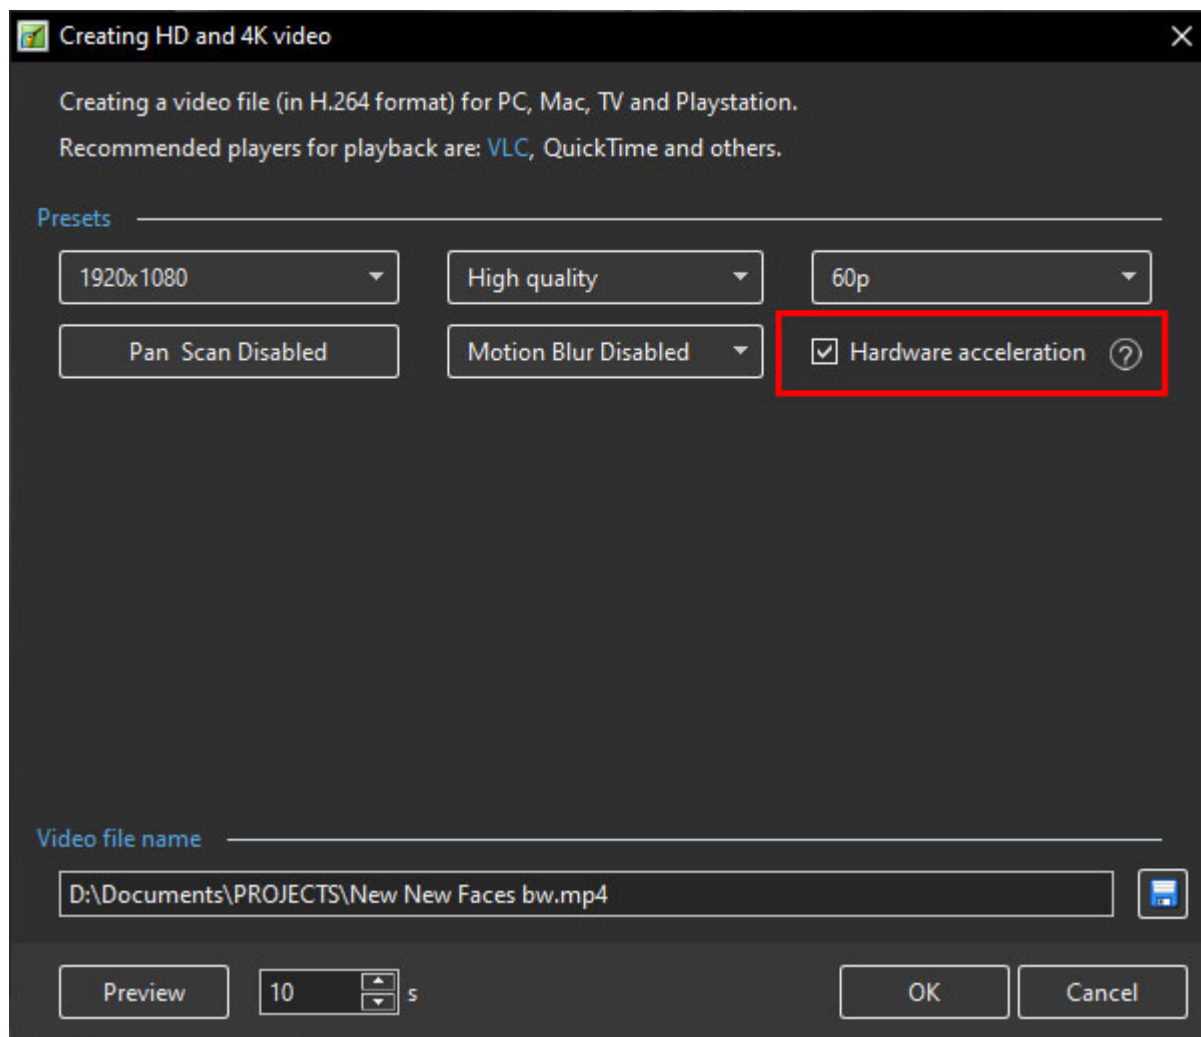 Creating HD and 4K video
Creating a video file (in H.264 format) for PC, Mac, TV and Playstation.
Recommended players for playback are: VLC, QuickTime and others.
Presets
1920x1080
High quality
60p
Pan Scan Disabled
Motion Blur Disabled
Hardware acceleration ?
Video file name
D:\Documents\PROJECTS\New New Faces bw.mp4
Preview
10 s
OK
Cancel